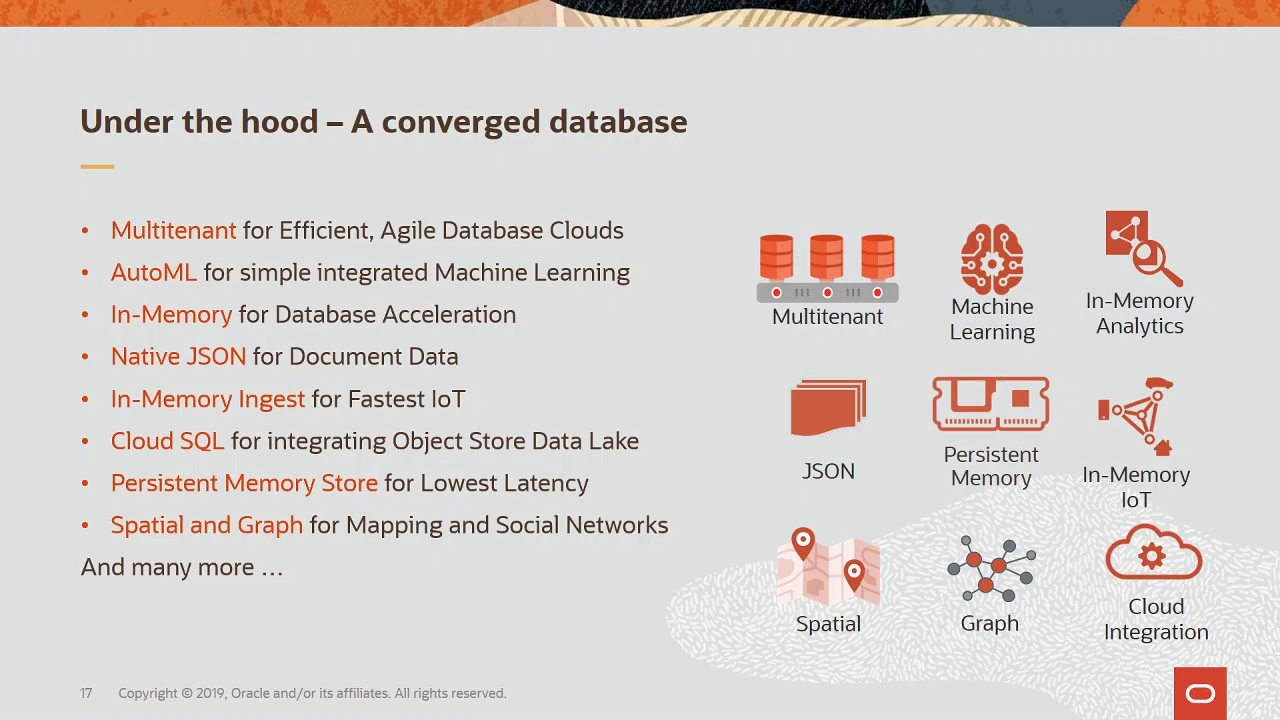 Under the hood – A converged database
• Multitenant for Efficient, Agile Database Clouds
• AutoML for simple integrated Machine Learning
• In-Memory for Database Acceleration
• Native JSON for Document Data
• In-Memory Ingest for Fastest IoT
• Cloud SQL for integrating Object Store Data Lake
• Persistent Memory Store for Lowest Latency
• Spatial and Graph for Mapping and Social Networks
And many more …
Multitenant
Machine
Learning
In-Memory
Analytics
JSON
Persistent
Memory
In-Memory
IoT
Spatial
Graph
Cloud
Integration
17 Copyright © 2019, Oracle and/or its affiliates. All rights reserved.